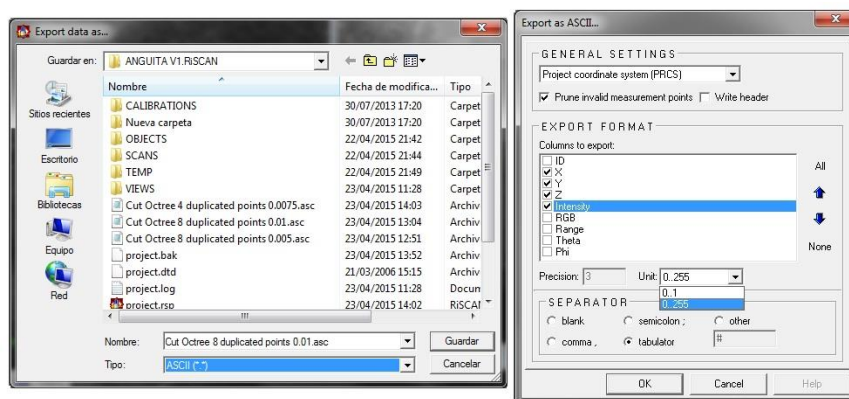 Export data as...
Guardar en: ANGUITA V1.RiSCAN
Nombre Fecha de modifica... Tipo
CALIBRATIONS 30/07/2013 17:20 Carpet
Nueva carpeta 30/07/2013 17:20 Carpet
OBJECTS 22/04/2015 21:42 Carpet
SCANS 22/04/2015 21:44 Carpet
TEMP 22/04/2015 21:49 Carpet
VIEWS 23/04/2015 11:28 Carpet
Cut Octree 4 duplicated points 0.0075.asc 23/04/2015 14:03 Archiv
Cut Octree 8 duplicated points 0.01.asc 23/04/2015 13:04 Archiv
Cut Octree 8 duplicated points 0.005.asc 23/04/2015 12:51 Archiv
project.bak 23/04/2015 13:52 Archiv
project.dtd 21/03/2006 15:15 Archiv
project.log 23/04/2015 11:28 Docum
project.rsp 23/04/2015 14:02 RiSCAI
Sitios recientes
Escritorio
Bibliotecas
Equipo
Red
Nombre: Cut Octree 8 duplicated points 0.01.asc Guardar
Tipo: ASCII (*.*) Cancelar
Export as ASCII...
GENERAL SETTINGS
Project coordinate system (PRCS)
Prune invalid measurement points Write header
EXPORT FORMAT
Columns to export:
ID
X
Y
Z
Intensity
RGB
Range
Theta
Phi
All
None
Precision: 3 Unit: 0..255
0..1
0..255
SEPARATOR
blank semicolon ; other
comma , tabulator #
OK Cancel Help